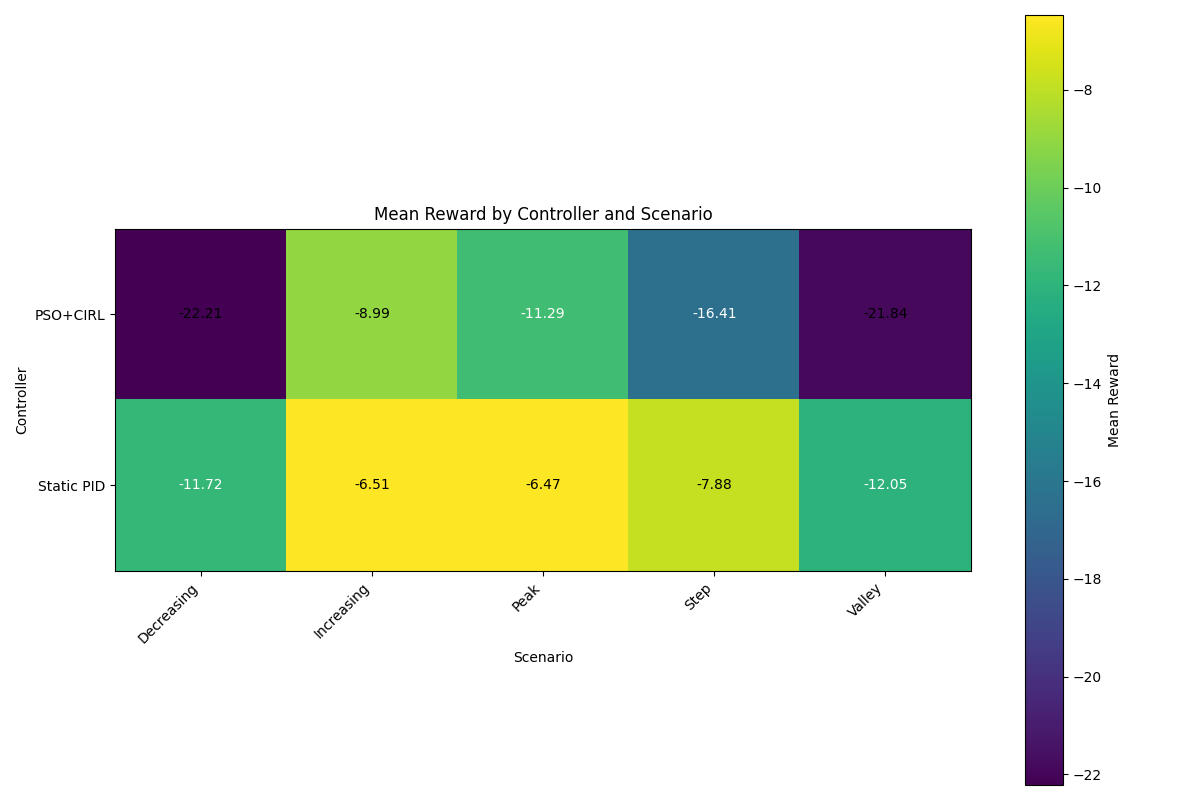 Mean Reward by Controller and Scenario
Controller
PSO+CIRL
-22.21 -8.99 -11.29 -16.41 -21.84
Static PID
-11.72 -6.51 -6.47 -7.88 -12.05
Decreasing Increasing Peak Step Valley
Scenario
−8
−10
−12
−14
−16
−18
−20
−22
Mean Reward